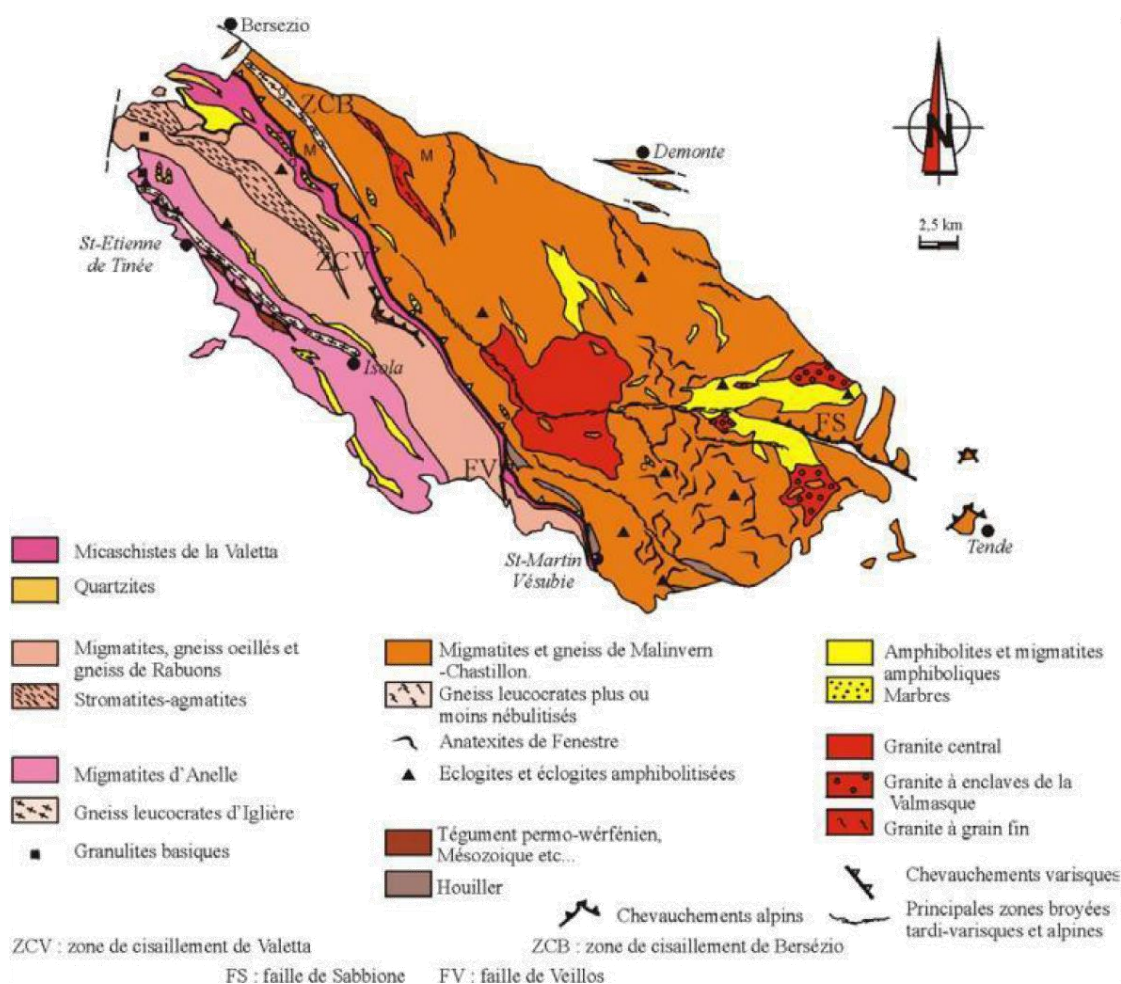 Bersezio
ZCB
M
M
Demonte
N
2,5 km
St-Etienne
de Tinée
ZCV
Isola
FS
FV
St-Martin
Vésubie
Tende
Micaschistes de la Valetta
Quartzites
Migmatites, gneiss oeillés et
gneiss de Rabuons
Stromatites-agmatites
Migmatites d'Anelle
Gneiss leucocrates d'Iglière
Granulites basiques
Migmatites et gneiss de Malinvern
-Chastillon.
Gneiss leucocrates plus ou
moins nébulitisés
Anatexites de Fenestre
Eclogites et éclogites amphibolitisées
Tégument permo-werfénien,
Mésozoique etc...
Houiller
Amphibolites et migmatites
amphiboliques
Marbres
Granite central
Granite à enclaves de la
Valmasque
Granite à grain fin
Chevauchements varisques
Chevauchements alpins
Principales zones broyées
tardi-varisques et alpines
ZCV : zone de cisaillement de Valetta
ZCB : zone de cisaillement de Bersézio
FS : faille de Sabbione
FV : faille de Veillos